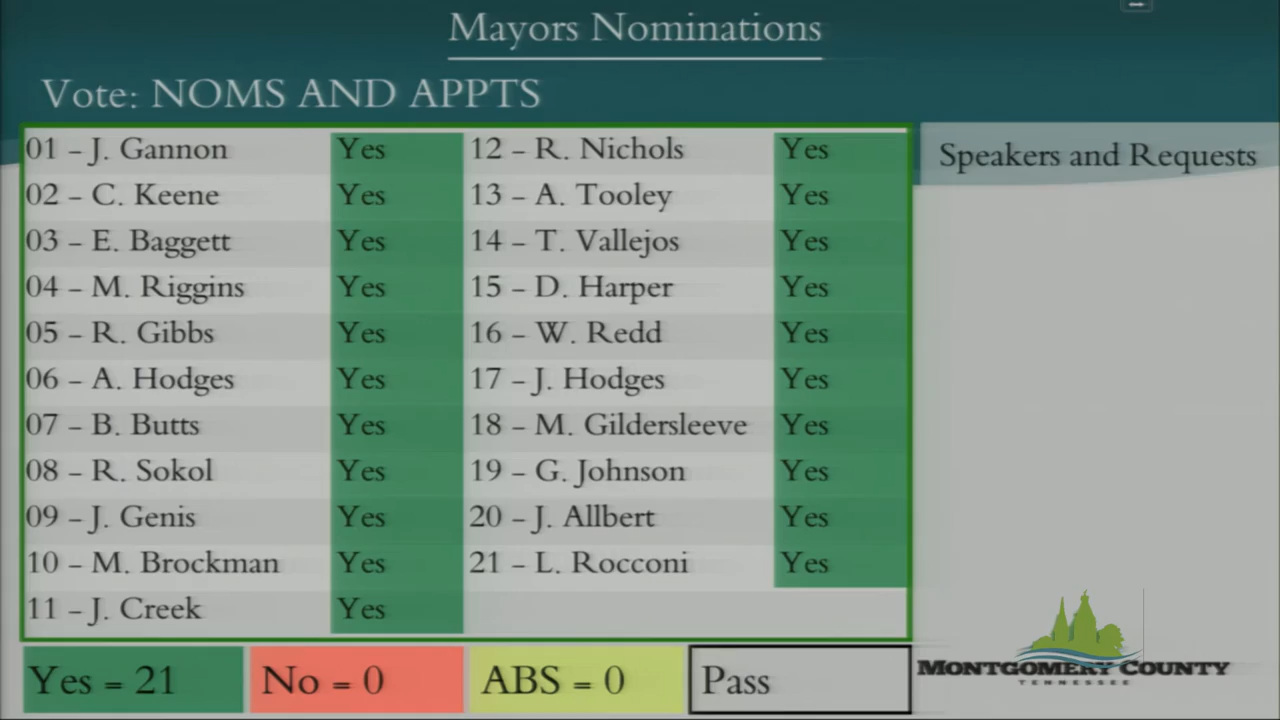 Mayors Nominations
Vote: NOMS AND APPTS
01 - J. Gannon Yes
02 - C. Keene Yes
03 - E. Baggett Yes
04 - M. Riggins Yes
05 - R. Gibbs Yes
06 - A. Hodges Yes
07 - B. Butts Yes
08 - R. Sokol Yes
09 - J. Genis Yes
10 - M. Brockman Yes
11 - J. Creek Yes
12 - R. Nichols Yes
13 - A. Tooley Yes
14 - T. Vallejos Yes
15 - D. Harper Yes
16 - W. Redd Yes
17 - J. Hodges Yes
18 - M. Gildersleeve Yes
19 - G. Johnson Yes
20 - J. Allbert Yes
21 - L. Rocconi Yes
Speakers and Requests
Yes = 21
No = 0
ABS = 0
Pass
MONTGOMERY COUNTY
TENNESSEE